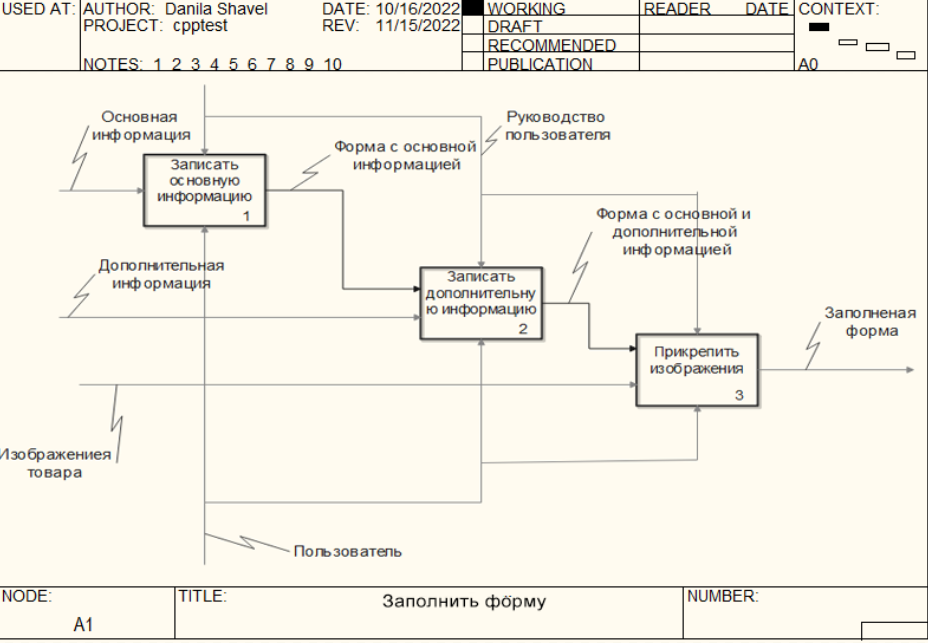 USED AT: AUTHOR: Danila Shavel DATE: 10/16/2022 WORKING READER DATE CONTEXT:
PROJECT: cpptest REV: 11/15/2022 DRAFT
RECOMMENDED
NOTES: 1 2 3 4 5 6 7 8 9 10 PUBLICATION A0
Основная
информация
Руководство
пользователя
Форма с основной
информацией
Записать
основную
информацию
1
Форма с основной и
дополнительной
информацией
Дополнительная
информация
Записать
дополнительну
ю информацию
2
Заполненая
форма
Прикрепить
изображения
3
Изображениея
товара
Пользователь
NODE: TITLE: Заполнить форму NUMBER:
A1